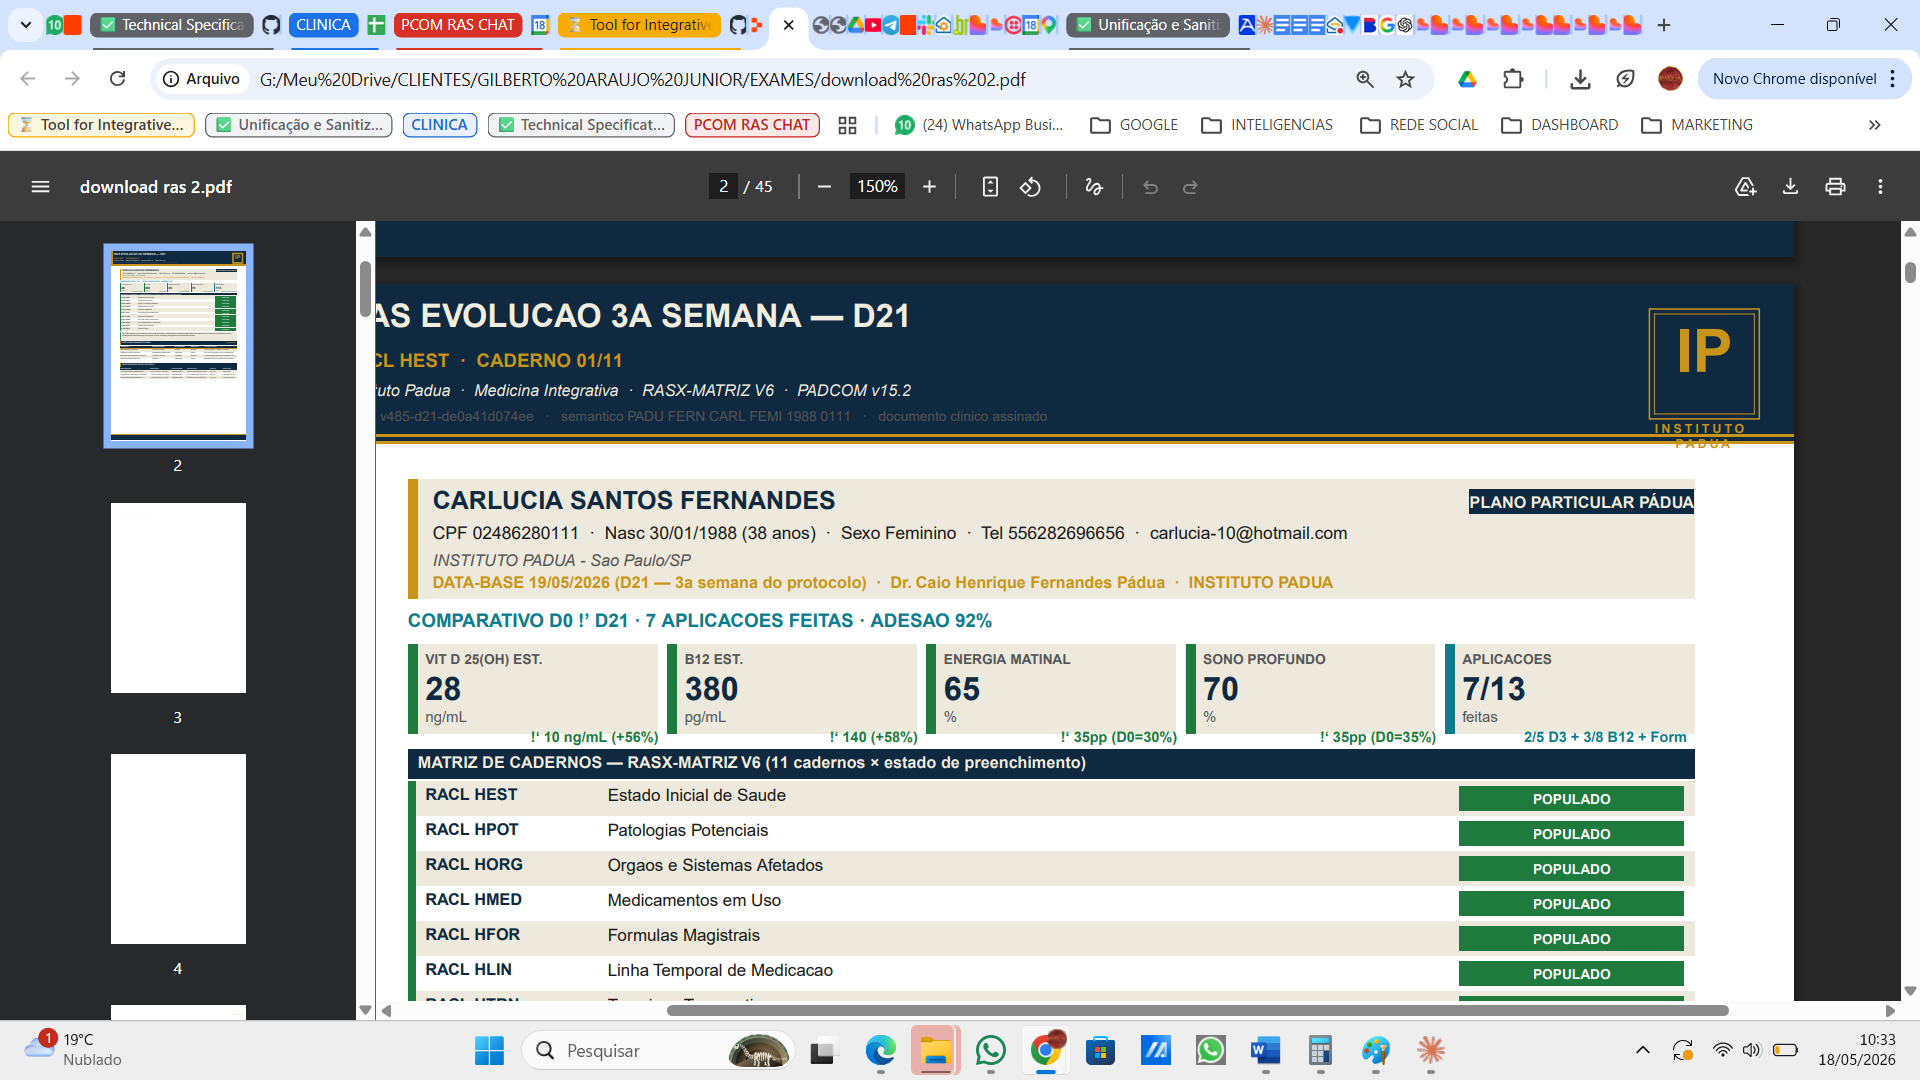 Technical Specifica
CLINICA
PCOM RAS CHAT
Tool for Integrativ
Unificação e Saniti
Arquivo
G:/Meu%20Drive/CLIENTES/GILBERTO%20ARAUJO%20JUNIOR/EXAMES/download%20ras%202.pdf
Novo Chrome disponível
Tool for Integrative...
Unificação e Sanitiz...
CLINICA
Technical Specificat...
PCOM RAS CHAT
10
(24) WhatsApp Busi...
GOOGLE
INTELIGENCIAS
REDE SOCIAL
DASHBOARD
MARKETING
download ras 2.pdf
2 / 45
150%
2
3
4
AS EVOLUCAO 3A SEMANA — D21
CL HEST · CADERNO 01/11
uto Padua · Medicina Integrativa · RASX-MATRIZ V6 · PADCOM v15.2
v485-d21-de0a41d074ee · semantico PADU FERN CARL FEMI 1988 0111 · documento clinico assinado
IP
INSTITUTO
PADUA
CARLUCIA SANTOS FERNANDES
PLANO PARTICULAR PÁDUA
CPF 02486280111 · Nasc 30/01/1988 (38 anos) · Sexo Feminino · Tel 556282696656 · carlucia-10@hotmail.com
INSTITUTO PADUA - Sao Paulo/SP
DATA-BASE 19/05/2026 (D21 — 3a semana do protocolo) · Dr. Caio Henrique Fernandes Pádua · INSTITUTO PADUA
COMPARATIVO D0 !' D21 · 7 APLICACOES FEITAS · ADESAO 92%
VIT D 25(OH) EST.
28
ng/mL
!‘ 10 ng/mL (+56%)
B12 EST.
380
pg/mL
!‘ 140 (+58%)
ENERGIA MATINAL
65
%
!‘ 35pp (D0=30%)
SONO PROFUNDO
70
%
!‘ 35pp (D0=35%)
APLICACOES
7/13
feitas
2/5 D3 + 3/8 B12 + Form
MATRIZ DE CADERNOS — RASX-MATRIZ V6 (11 cadernos × estado de preenchimento)
RACL HEST Estado Inicial de Saude POPULADO
RACL HPOT Patologias Potenciais POPULADO
RACL HORG Orgaos e Sistemas Afetados POPULADO
RACL HMED Medicamentos em Uso POPULADO
RACL HFOR Formulas Magistrais POPULADO
RACL HLIN Linha Temporal de Medicacao POPULADO
1
19°C
Nublado
Pesquisar
10:33
18/05/2026